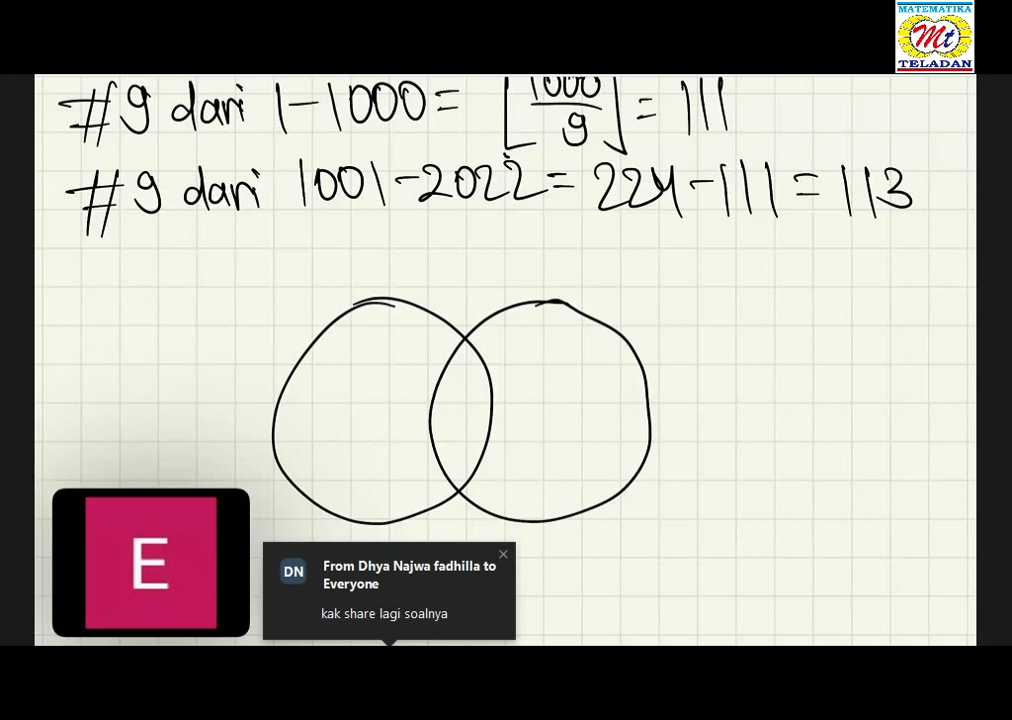 MATEMATIKA
Mt
TELADAN
#9 dari 1-1000 = ⌊1000/9⌋ = 111
#9 dari 1001-2022 = 224-111 = 113
E
DN
From Dhya Najwa fadhilla to
Everyone
kak share lagi soalnya